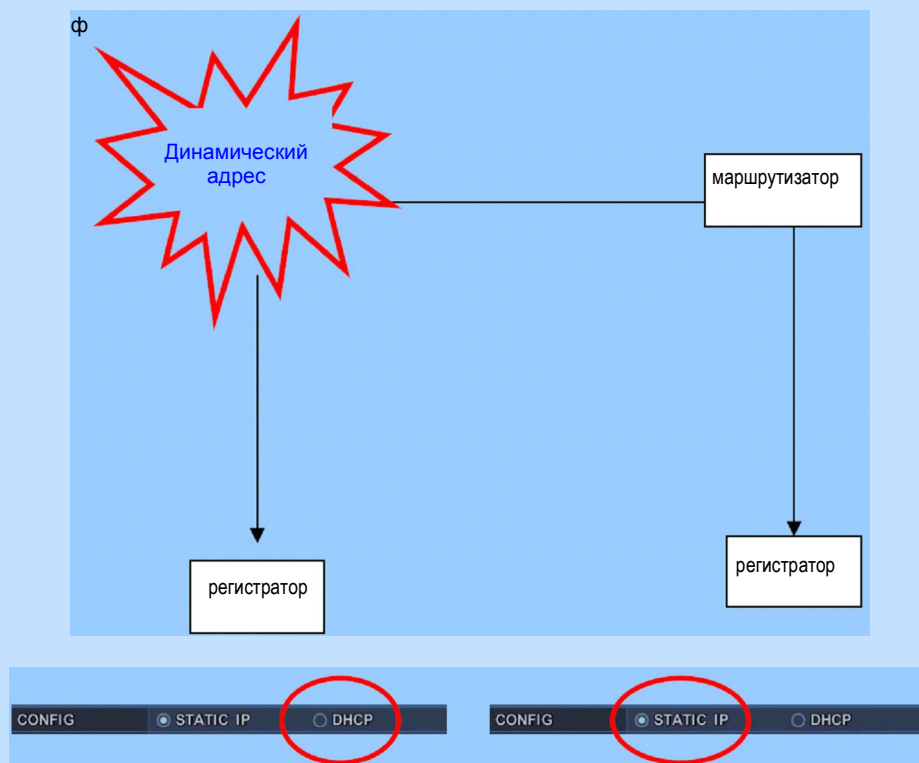 ф
Динамический
адрес
маршрутизатор
регистратор
регистратор
CONFIG STATIC IP DHCP
CONFIG STATIC IP DHCP